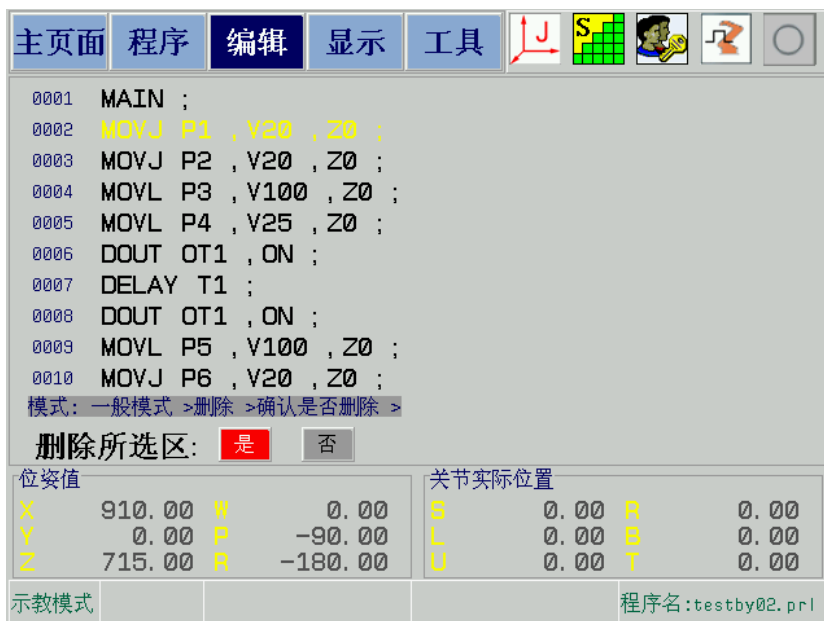 主页面 程序 编辑 显示 工具 J S
0001 MAIN ;
0002 MOVJ P1 , V20 , Z0 ;
0003 MOVJ P2 , V20 , Z0 ;
0004 MOVL P3 , V100 , Z0 ;
0005 MOVL P4 , V25 , Z0 ;
0006 DOUT OT1 , ON ;
0007 DELAY T1 ;
0008 DOUT OT1 , ON ;
0009 MOVL P5 , V100 , Z0 ;
0010 MOVJ P6 , V20 , Z0 ;
模式: 一般模式 >删除 >确认是否删除 >
删除所选区: 是 否
位姿值 关节实际位置
X 910.00 W 0.00 S 0.00 R 0.00
Y 0.00 P -90.00 L 0.00 B 0.00
Z 715.00 R -180.00 U 0.00 T 0.00
示教模式 程序名:testby02.prl